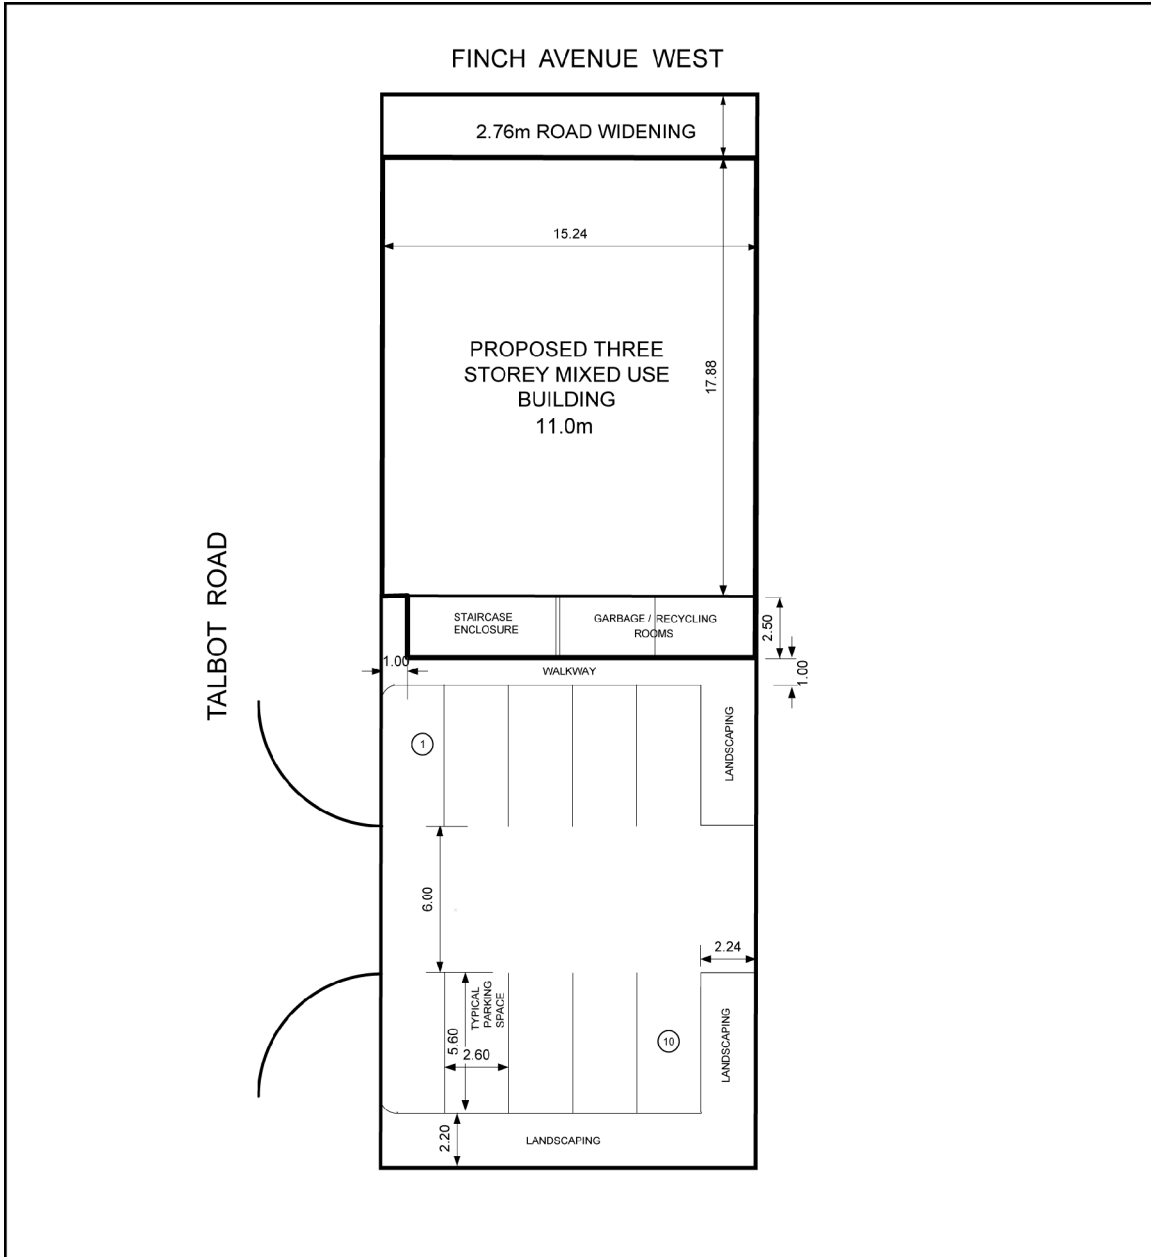 FINCH AVENUE WEST
2.76m ROAD WIDENING
15.24
PROPOSED THREE
STOREY MIXED USE
BUILDING
11.0m
17.88
TALBOT ROAD
STAIRCASE
ENCLOSURE
GARBAGE / RECYCLING
ROOMS
2.50
1.00
WALKWAY
1.00
1
LANDSCAPING
6.00
2.24
TYPICAL
PARKING
SPACE
5.60
2.60
10
LANDSCAPING
2.20
LANDSCAPING